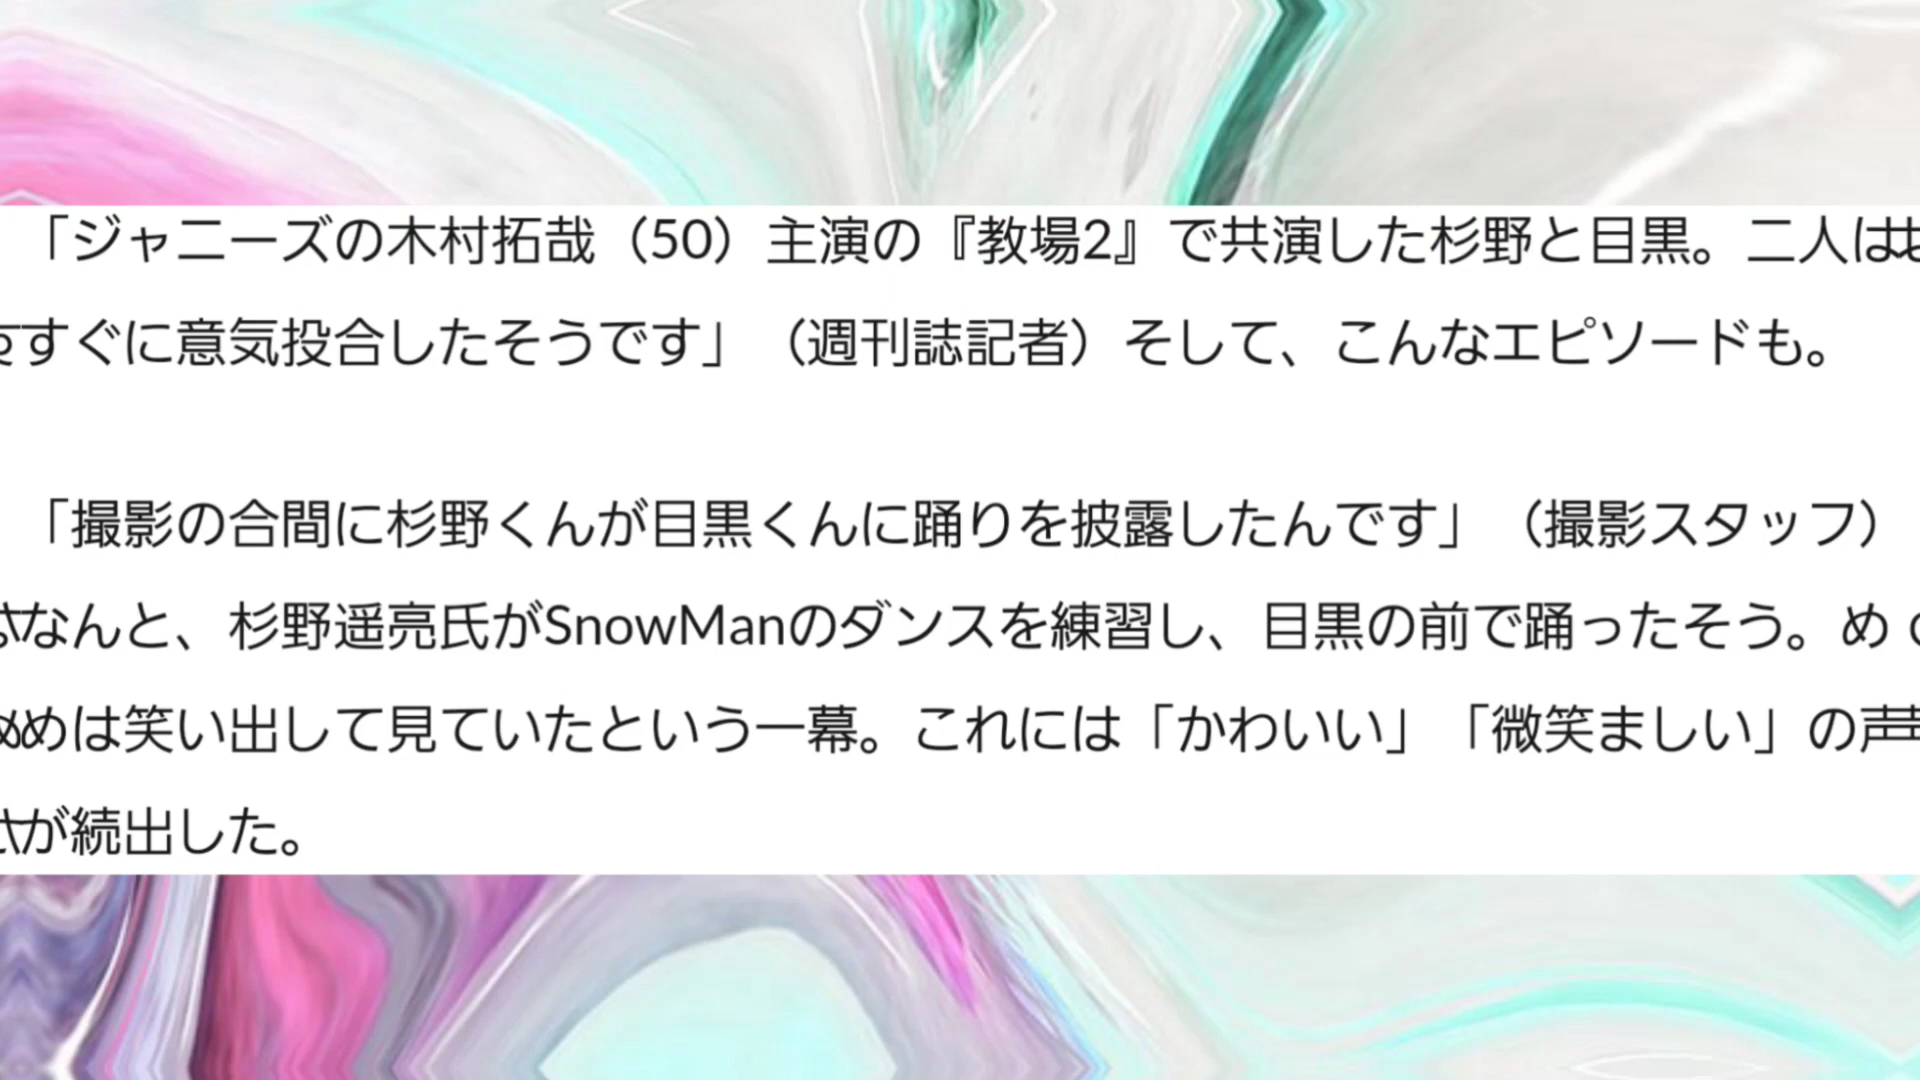 「ジャニーズの木村拓哉（50）主演の『教場2』で共演した杉野と目黒。二人は
すぐに意気投合したそうです」（週刊誌記者）そして、こんなエピソードも。
「撮影の合間に杉野くんが目黒くんに踊りを披露したんです」（撮影スタッフ）
なんと、杉野遥亮氏がSnowManのダンスを練習し、目黒の前で踊ったそう。め
めは笑い出して見ていたという一幕。これには「かわいい」「微笑ましい」の声
が続出した。